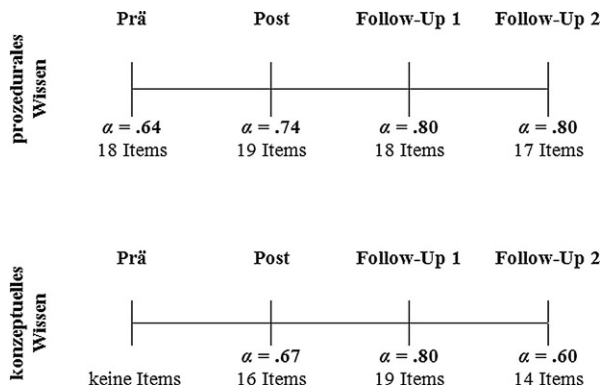 prozedurales
Wissen
Prä Post Follow-Up 1 Follow-Up 2
α = .64 α = .74 α = .80 α = .80
18 Items 19 Items 18 Items 17 Items
konzeptuelles
Wissen
Prä Post Follow-Up 1 Follow-Up 2
α = .67 α = .80 α = .60
keine Items 16 Items 19 Items 14 Items